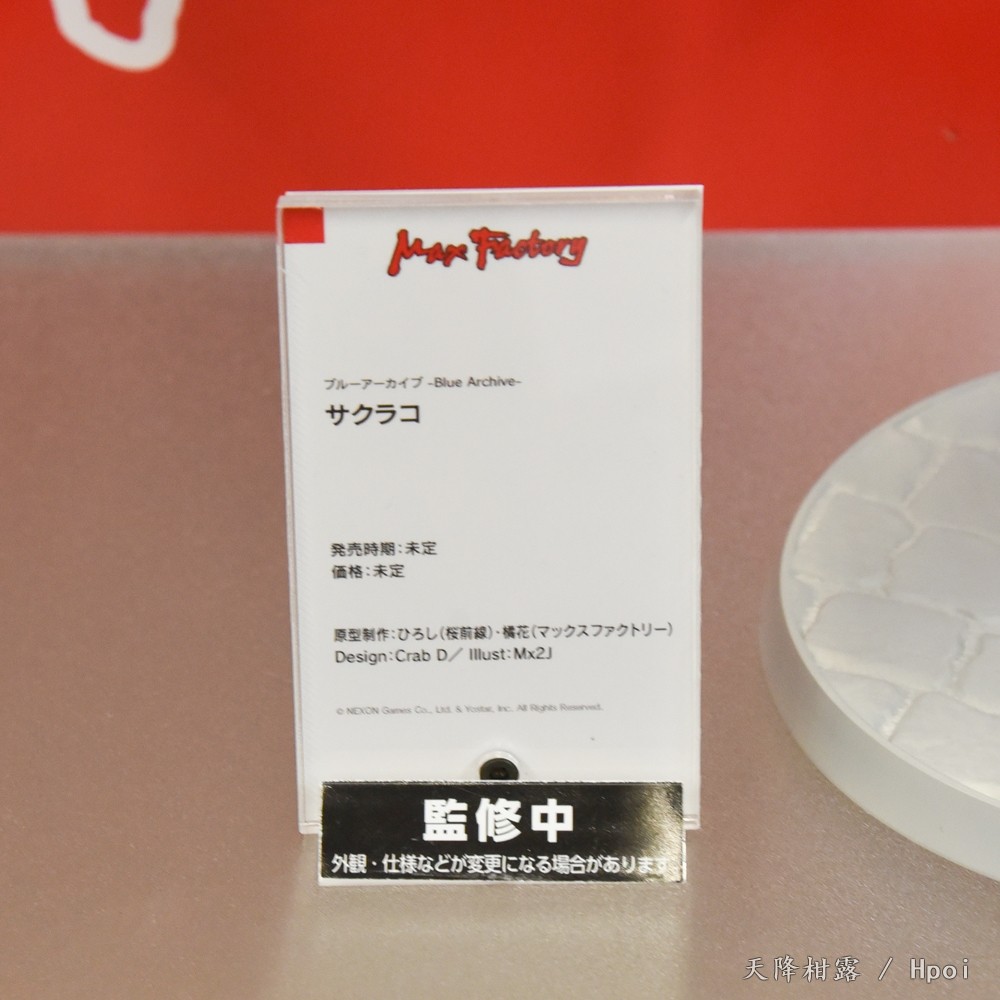 Max Factory
ブルーアーカイブ -Blue Archive-
サクラコ
発売時期：未定
価格：未定
原型制作：ひろし（桜前線）・橘花（マックスファクトリー）
Design：Crab D／ Illust：Mx2J
© NEXON Games Co., Ltd. & Yostar, Inc. All Rights Reserved.
監修中
外観・仕様などが変更になる場合があります。
天降柑露 / Hpoi